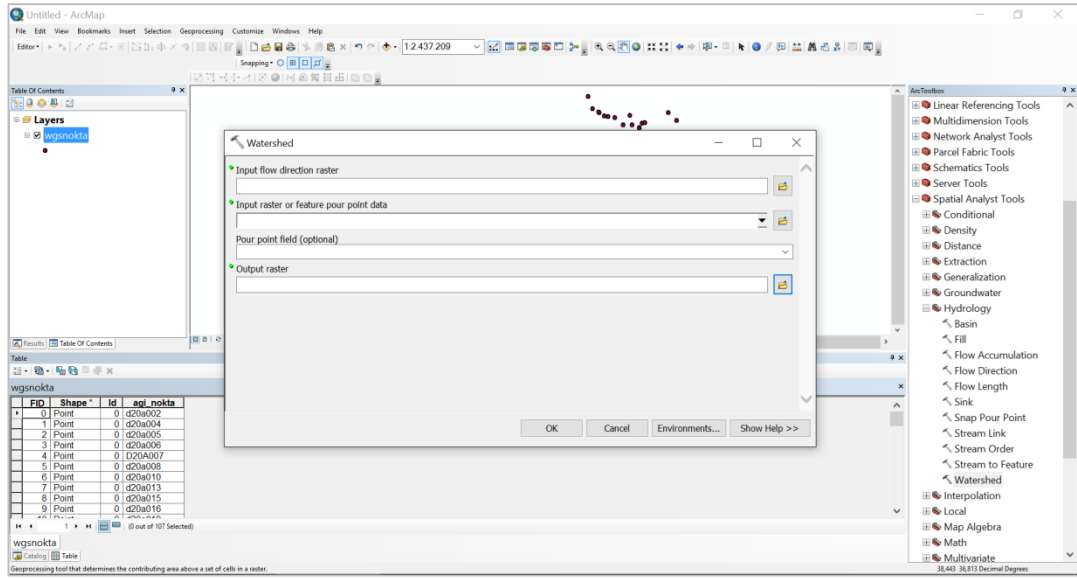 Untitled - ArcMap
File Edit View Bookmarks Insert Selection Geoprocessing Customize Windows Help
Editor
1:2.437.209
Snapping
Table Of Contents
Layers
wgsnokta
Results Table Of Contents
Watershed
Input flow direction raster
Input raster or feature pour point data
Pour point field (optional)
Output raster
OK Cancel Environments... Show Help >>
Table
wgsnokta
FID Shape * Id agi_nokta
0 Point 0 d20a002
1 Point 0 d20a004
2 Point 0 d20a005
3 Point 0 d20a006
4 Point 0 D20A007
5 Point 0 d20a008
6 Point 0 d20a010
7 Point 0 d20a013
8 Point 0 d20a015
9 Point 0 d20a016
1 (0 out of 107 Selected)
wgsnokta
Catalog Table
Geoprocessing tool that determines the contributing area above a set of cells in a raster.
ArcToolbox
Linear Referencing Tools
Multidimension Tools
Network Analyst Tools
Parcel Fabric Tools
Schematics Tools
Server Tools
Spatial Analyst Tools
Conditional
Density
Distance
Extraction
Generalization
Groundwater
Hydrology
Basin
Fill
Flow Accumulation
Flow Direction
Flow Length
Sink
Snap Pour Point
Stream Link
Stream Order
Stream to Feature
Watershed
Interpolation
Local
Map Algebra
Math
Multivariate
38,443 36,813 Decimal Degrees